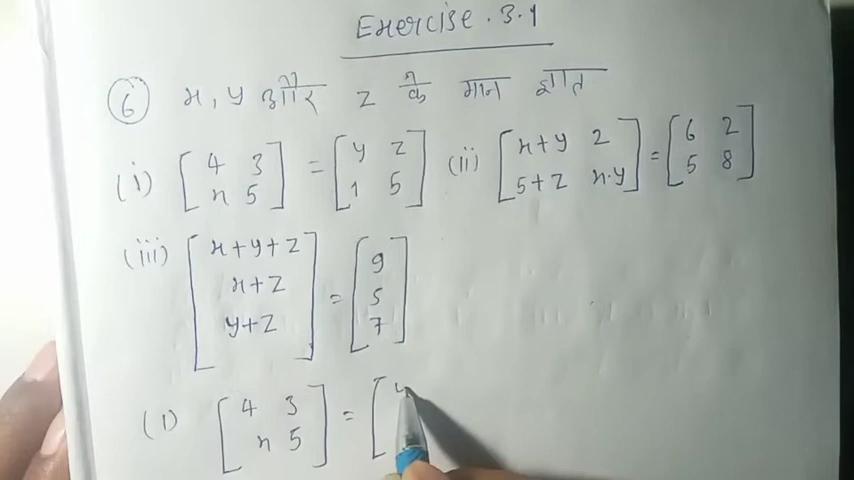 Exercise . 3.1
6 x, y और z के मान ज्ञात
(i) [ 4 3 ] = [ y z ] (ii) [ x+y 2 ] = [ 6 2 ]
x 5 1 5 5+z x.y 5 8
(iii) [ x+y+z ] = [ 9 ]
x+z 5
y+z 7
(1) [ 4 3 ] = [ y
x 5